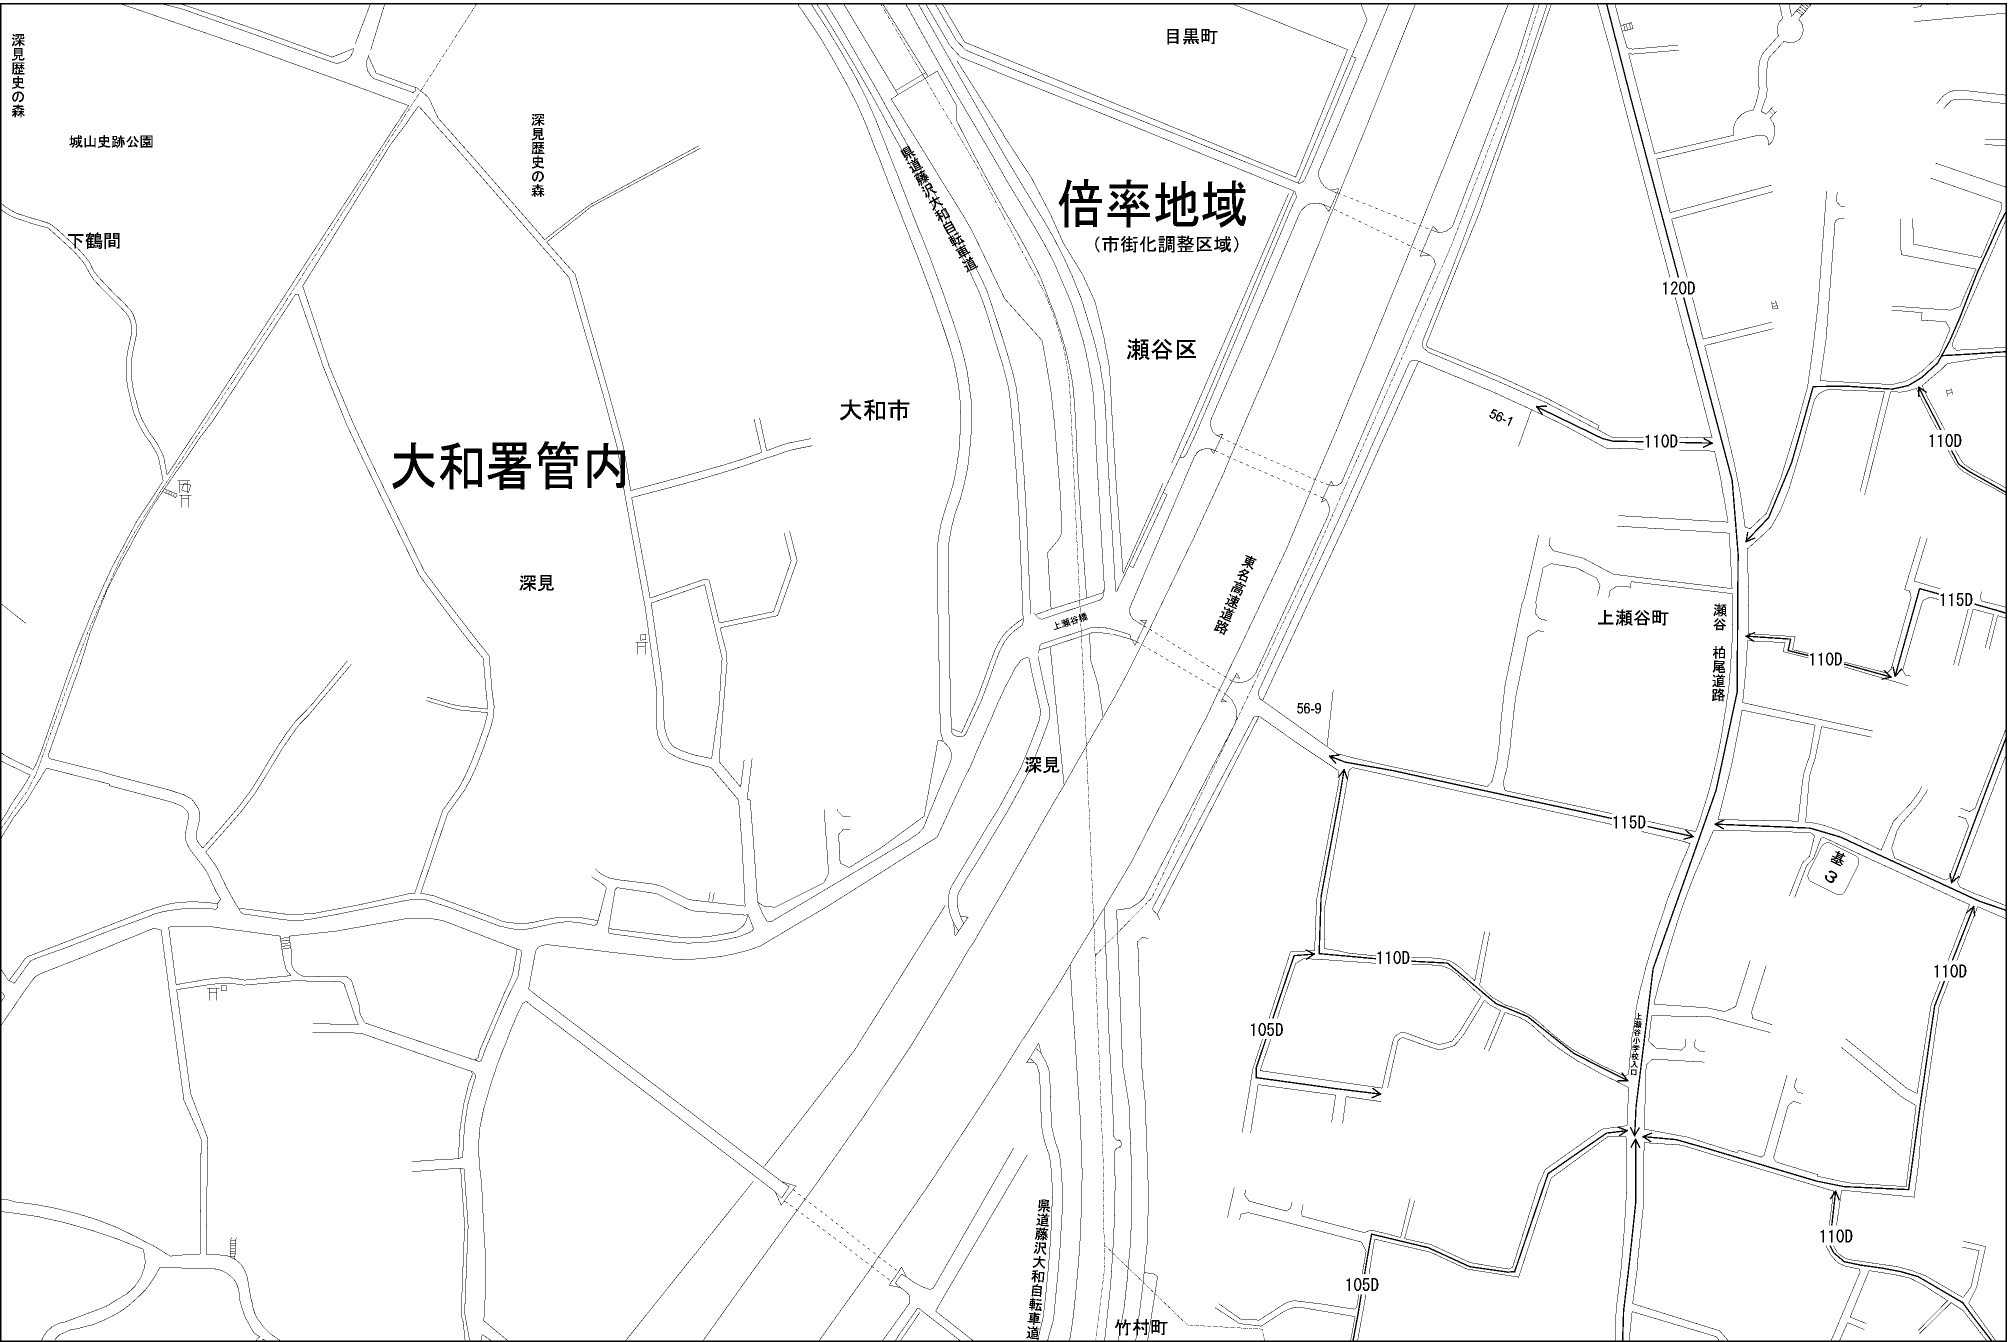 深見歴史の森
城山史跡公園
下鶴間
深見歴史の森
目黒町
県道藤沢大和自転車道
倍率地域
(市街化調整区域)
瀬谷区
大和市
大和署管内
深見
120D
56-1
110D
110D
東名高速道路
上瀬谷橋
上瀬谷町
瀬谷 柏尾道路
115D
110D
56-9
深見
115D
基
3
110D
110D
105D
上瀬谷小学校入口
県道藤沢大和自転車道
110D
105D
竹村町